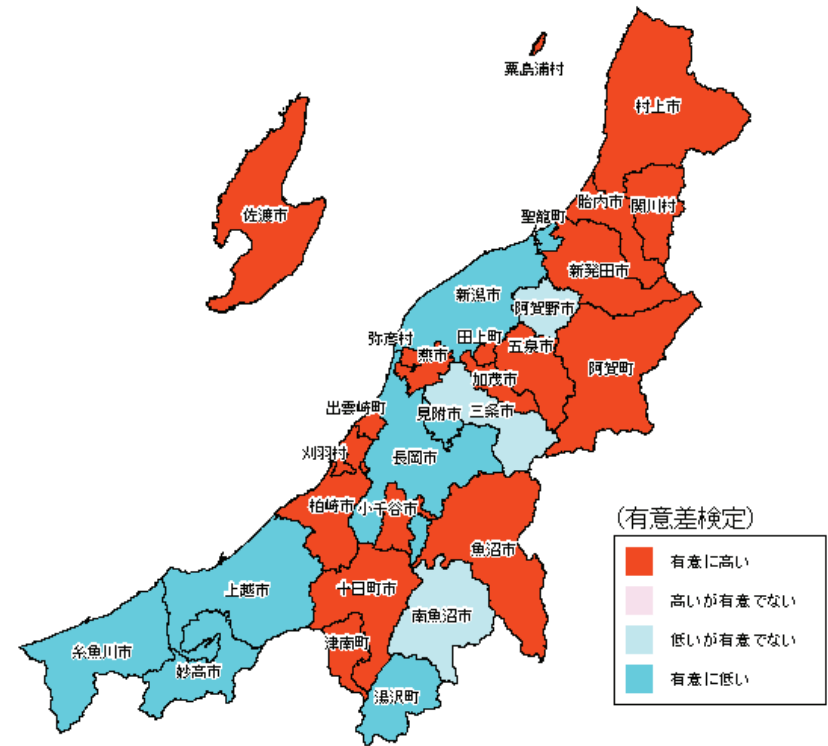 粟島浦村
村上市
佐渡市
胎内市
関川村
聖籠町
新発田市
新潟市
阿賀野市
弥彦村
燕市
田上町
五泉市
阿賀町
加茂市
出雲崎町
見附市
三条市
刈羽村
長岡市
柏崎市
小千谷市
魚沼市
上越市
十日町市
南魚沼市
糸魚川市
妙高市
津南町
湯沢町
(有意差検定)
有意に高い
高いが有意でない
低いが有意でない
有意に低い